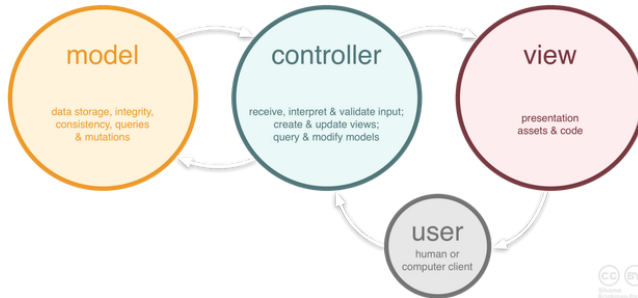 model
data storage, integrity,
consistency, queries
& mutations
controller
receive, interpret & validate input;
create & update views;
query & modify models
view
presentation
assets & code
user
human or
computer client
cc